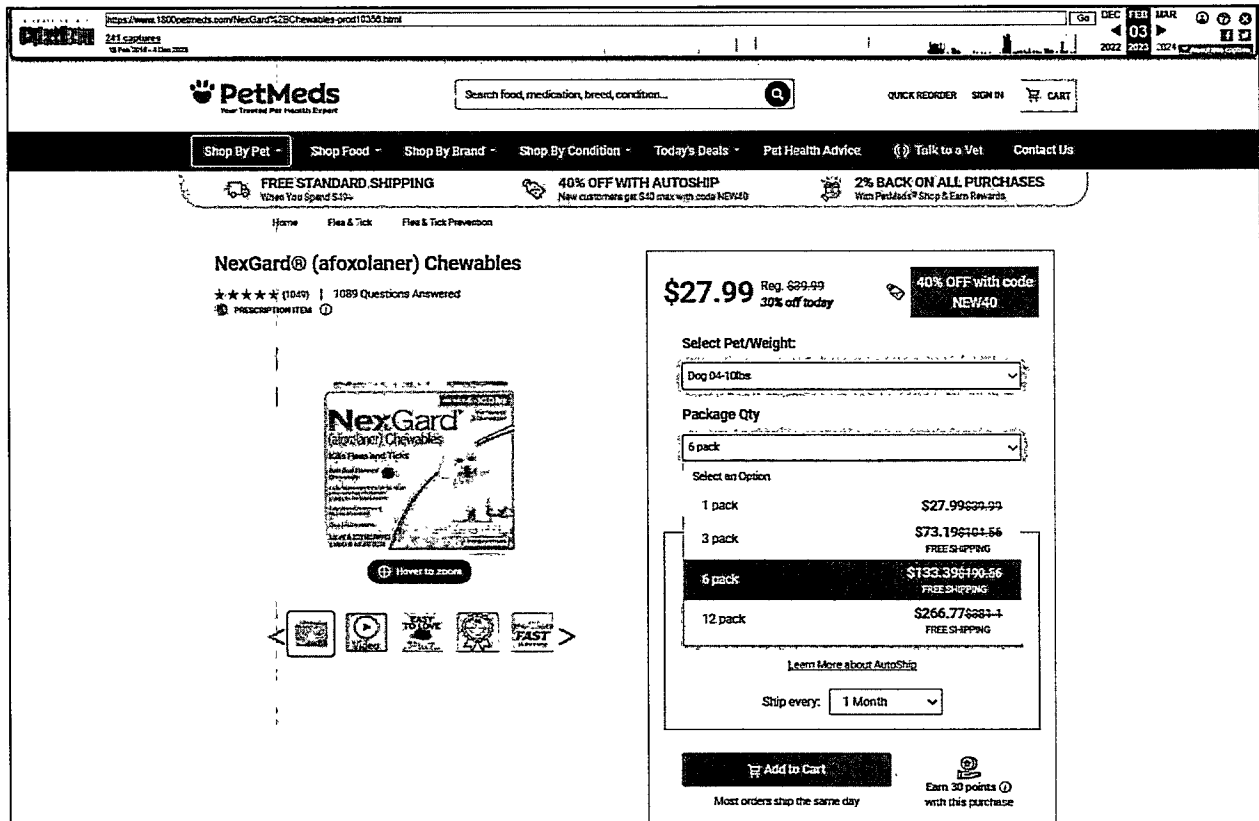 https://www.1800petmeds.com/NexGard%2BChewables-prod10356.html Go DEC FEB MAR
241 captures 03
2022 2023 2024
PetMeds
Your Trusted Pet Health Expert
Search food, medication, breed, condition...
QUICK REORDER SIGN IN CART
Shop By Pet Shop Food Shop By Brand Shop By Condition Today's Deals Pet Health Advice Talk to a Vet Contact Us
FREE STANDARD SHIPPING 40% OFF WITH AUTOSHIP 2% BACK ON ALL PURCHASES
When You Spend $49+ New customers get $40 max with code NEW40 With PetMeds® Shop & Earn Rewards
Home Flea & Tick Flea & Tick Prevention
NexGard® (afoxolaner) Chewables
(1049) | 1089 Questions Answered
PRESCRIPTION ITEM
NexGard
(afoxolaner) Chewables
Kills Fleas and Ticks
Hover to zoom
Video
EASY TO LOVE
FAST
$27.99 Reg. $39.99
30% off today
40% OFF with code
NEW40
Select Pet/Weight:
Dog 04-10lbs
Package Qty
6 pack
Select an Option
1 pack $27.99$39.99
3 pack $73.19$104.56
FREE SHIPPING
6 pack $133.39$190.56
FREE SHIPPING
12 pack $266.77$381.1
FREE SHIPPING
Learn More about AutoShip
Ship every: 1 Month
Add to Cart
Most orders ship the same day
Earn 30 points
with this purchase